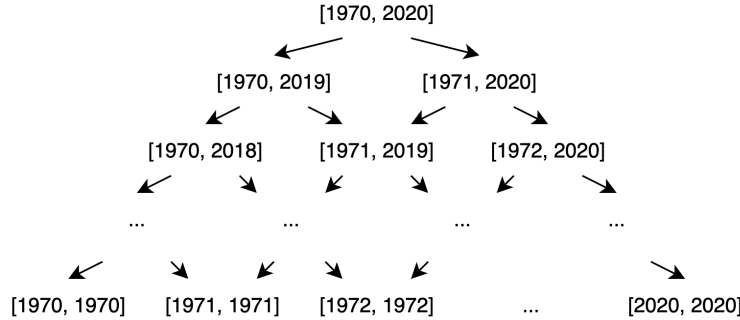 [1970, 2020]
[1970, 2019] [1971, 2020]
[1970, 2018] [1971, 2019] [1972, 2020]
... ... ... ...
[1970, 1970] [1971, 1971] [1972, 1972] ... [2020, 2020]